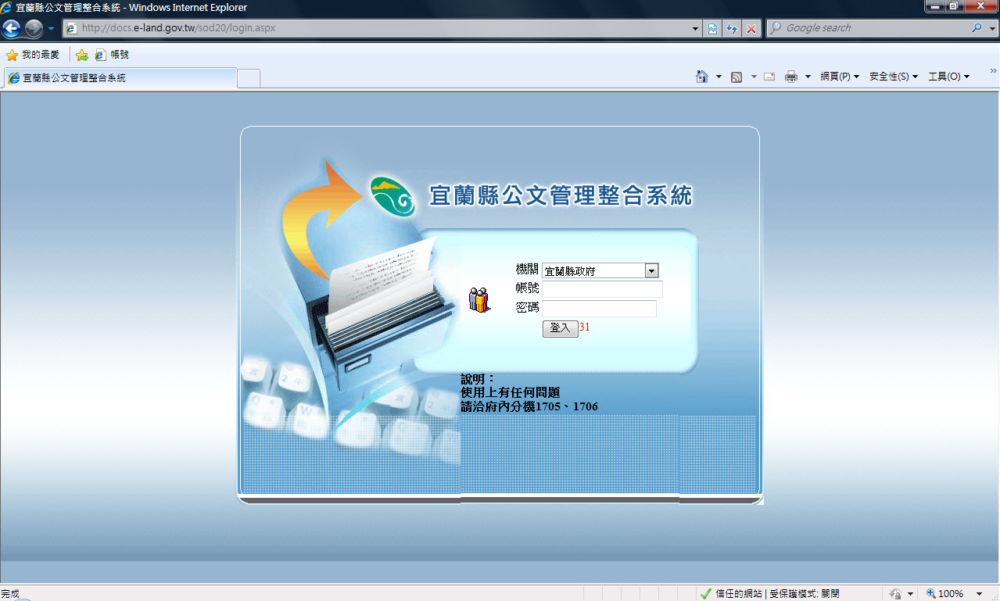 宜蘭縣公文管理整合系統 - Windows Internet Explorer
http://docs.e-land.gov.tw/sod20/login.aspx
Google search
我的最愛
帳號
宜蘭縣公文管理整合系統
網頁(P)
安全性(S)
工具(O)
宜蘭縣公文管理整合系統
機關 宜蘭縣政府
帳號
密碼
登入 31
說明：
使用上有任何問題
請洽府內分機1705、1706
完成
信任的網站 | 受保護模式: 關閉
100%